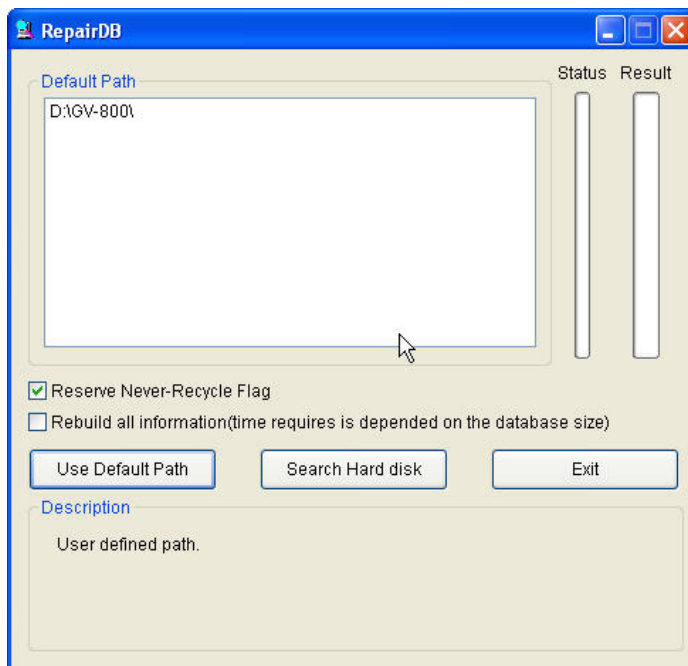 RepairDB
Status Result
Default Path
D:\GV-800\
Reserve Never-Recycle Flag
Rebuild all information(time requires is depended on the database size)
Use Default Path Search Hard disk Exit
Description
User defined path.